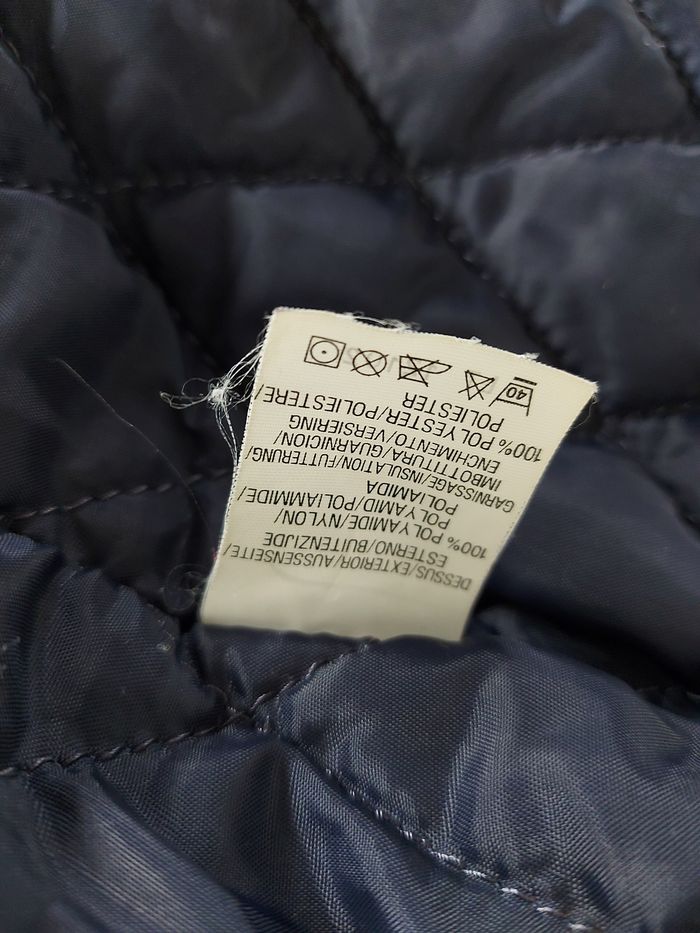 DESSUS/EXTERIOR/AUSSENSEITE/
ESTERNO/BUITENZIJDE
100% POLYAMIDE/NYLON/
POLYAMID/POLIAMMIDE/
POLIAMIDA
GARNISSAGE/INSULATION/FUTTERUNG/
IMBOTTITURA/GUARNICION/
ENCHIMENTO/VERSIERING
100% POLYESTER/POLIESTERE/
POLIESTER
40